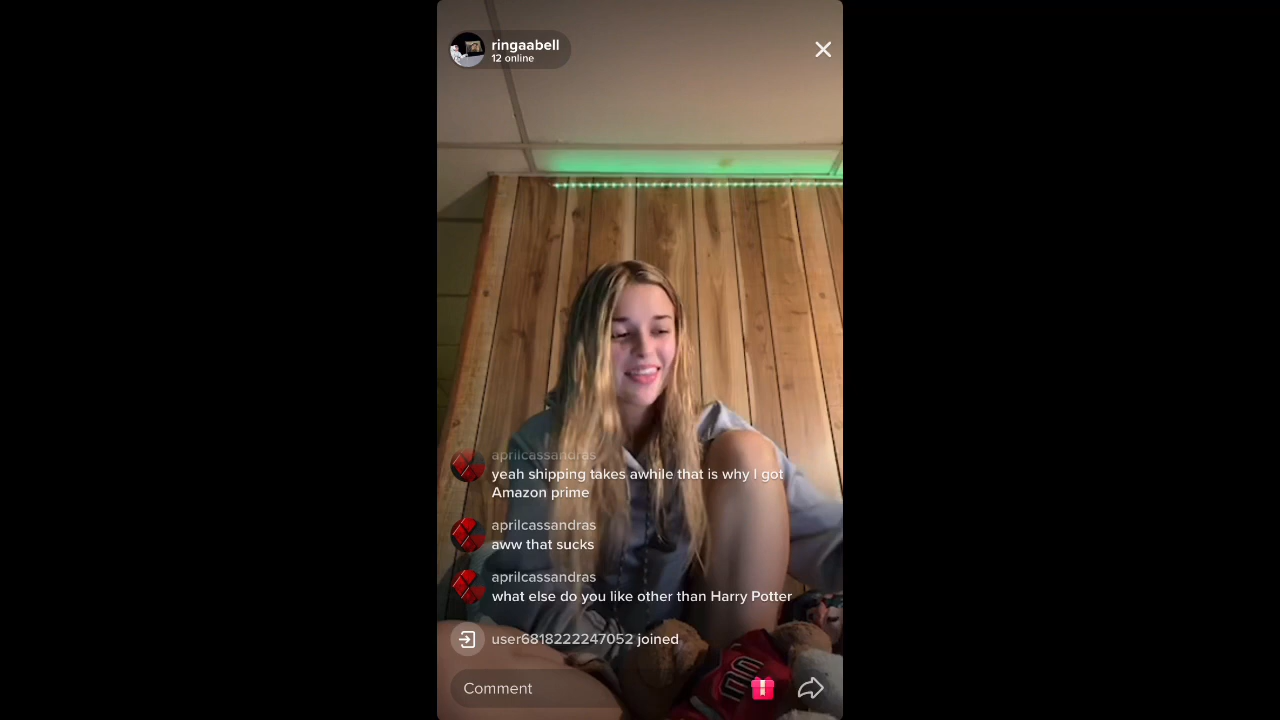 ringaabell
12 online
aprilcassandras
yeah shipping takes awhile that is why I got
Amazon prime
aprilcassandras
aww that sucks
aprilcassandras
what else do you like other than Harry Potter
user6818222247052 joined
Comment